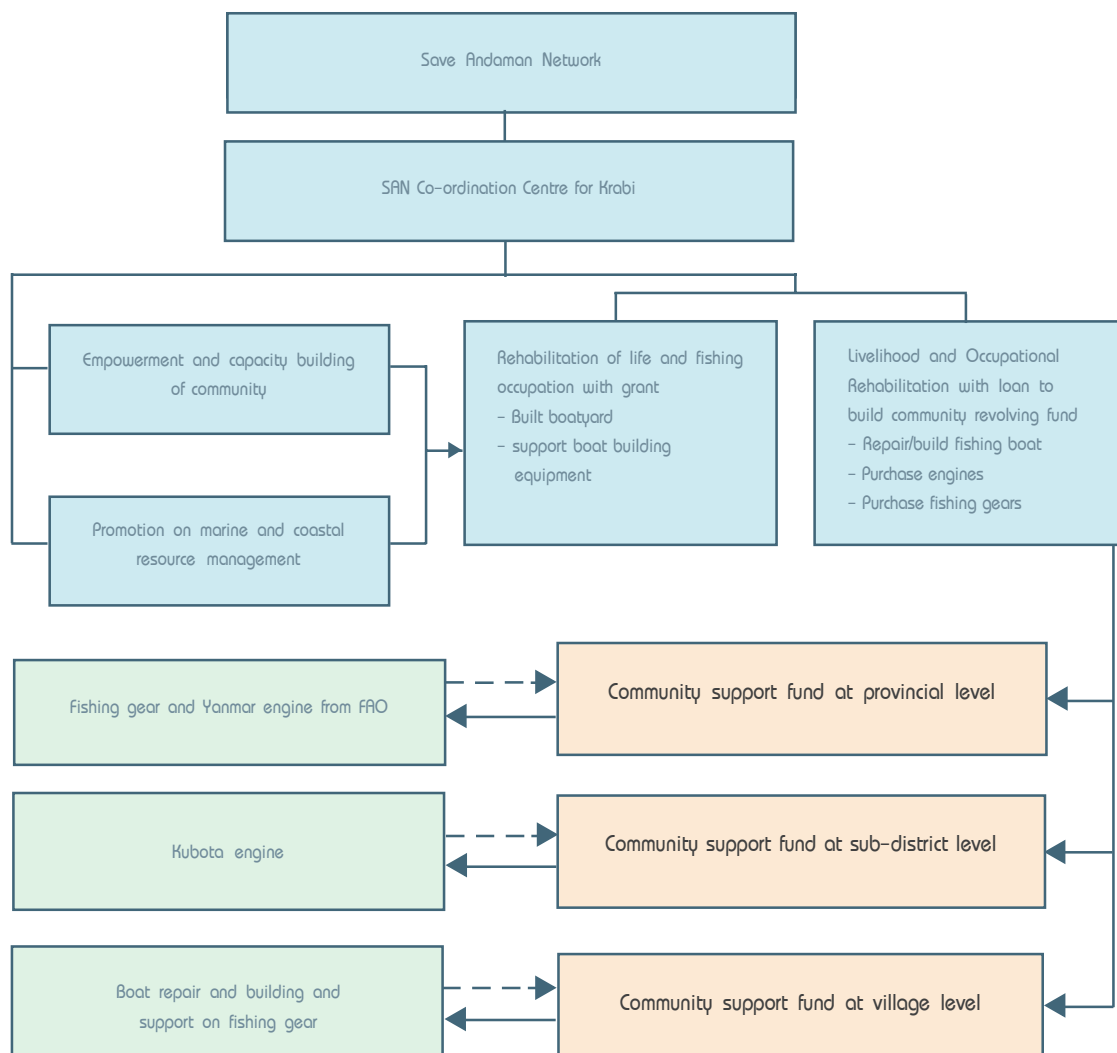 Save Andaman Network
SAN Co-ordination Centre for Krabi
Empowerment and capacity building
of community
Promotion on marine and coastal
resource management
Rehabilitation of life and fishing
occupation with grant
- Built boatyard
- support boat building
equipment
Livelihood and Occupational
Rehabilitation with loan to
build community revolving fund
- Repair/build fishing boat
- Purchase engines
- Purchase fishing gears
Fishing gear and Yanmar engine from FAO
Community support fund at provincial level
Kubota engine
Community support fund at sub-district level
Boat repair and building and
support on fishing gear
Community support fund at village level